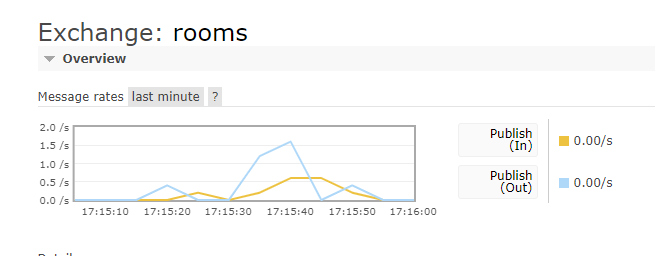 Exchange: rooms
Overview
Message rates last minute ?
2.0 /s
1.5 /s
1.0 /s
0.5 /s
0.0 /s
17:15:10 17:15:20 17:15:30 17:15:40 17:15:50 17:16:00
Publish
(In)
0.00/s
Publish
(Out)
0.00/s